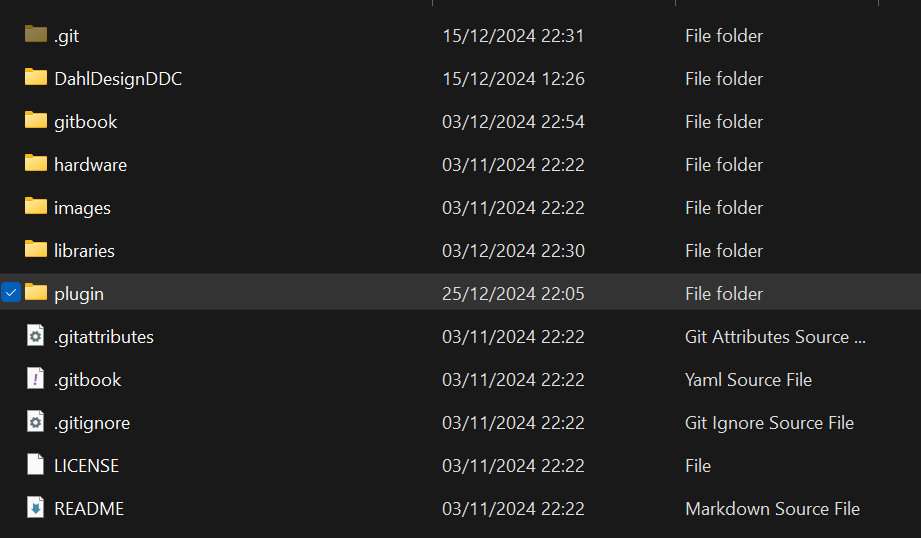 .git 15/12/2024 22:31 File folder
DahlDesignDDC 15/12/2024 12:26 File folder
gitbook 03/12/2024 22:54 File folder
hardware 03/11/2024 22:22 File folder
images 03/11/2024 22:22 File folder
libraries 03/12/2024 22:30 File folder
plugin 25/12/2024 22:05 File folder
.gitattributes 03/11/2024 22:22 Git Attributes Source ...
.gitbook 03/11/2024 22:22 Yaml Source File
.gitignore 03/11/2024 22:22 Git Ignore Source File
LICENSE 03/11/2024 22:22 File
README 03/11/2024 22:22 Markdown Source File